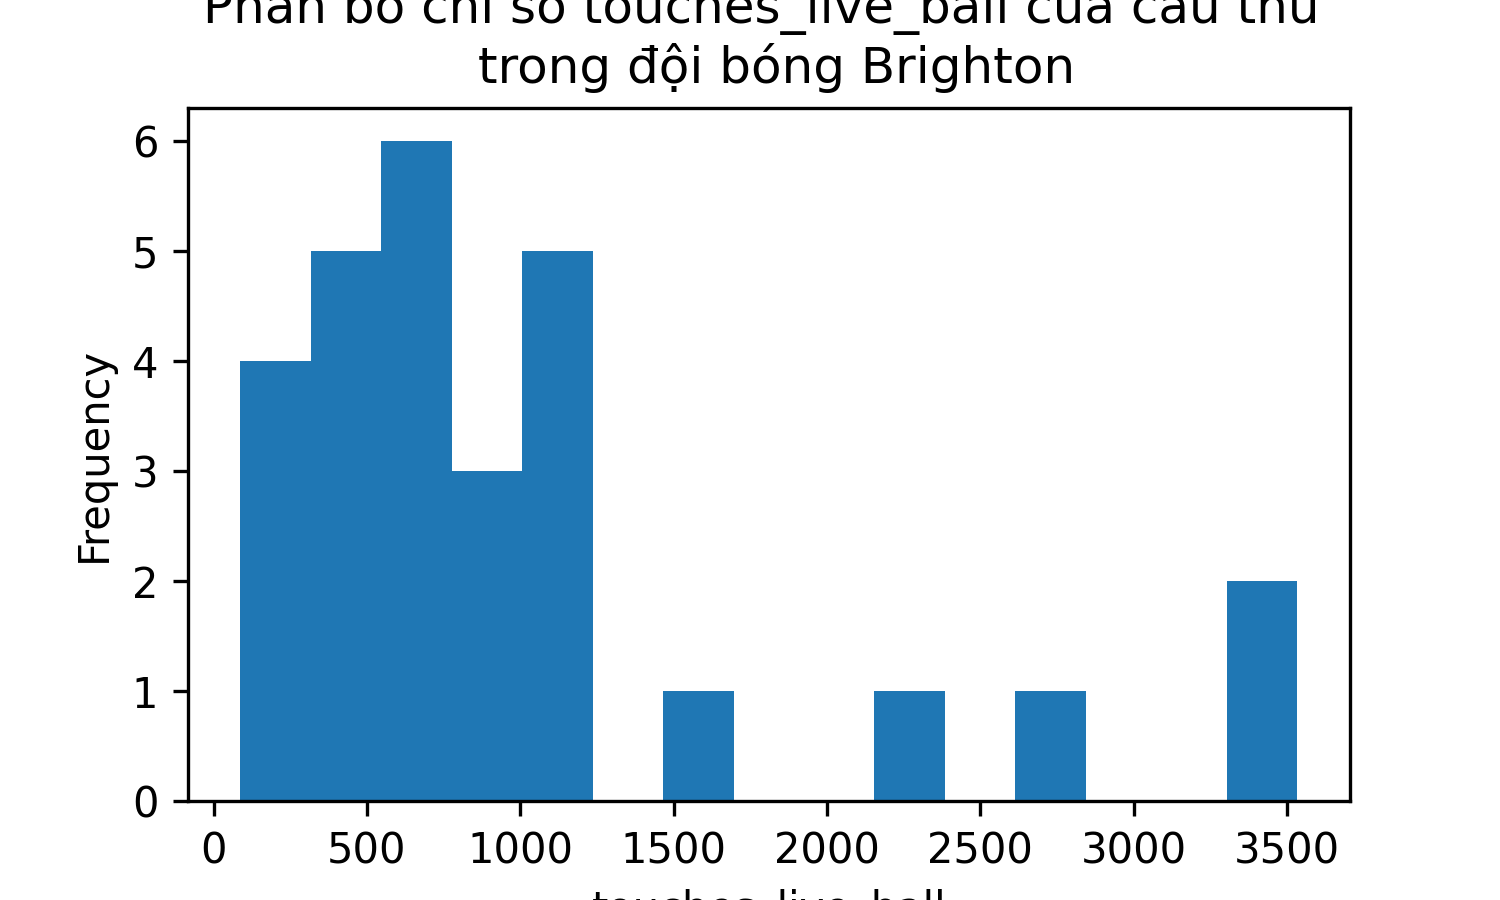 Phân bố chỉ số touches_live_ball của cầu thủ
trong đội bóng Brighton
Frequency
6
5
4
3
2
1
0
0 500 1000 1500 2000 2500 3000 3500
touches_live_ball